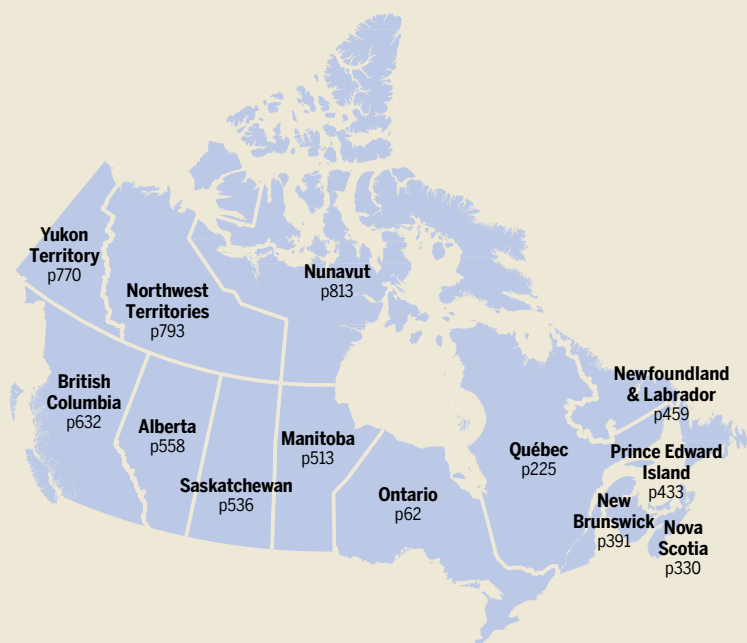 Yukon
Territory
p770
Northwest
Territories
p793
Nunavut
p813
British
Columbia
p632
Alberta
p558
Saskatchewan
p536
Manitoba
p513
Ontario
p62
Québec
p225
Newfoundland
& Labrador
p459
Prince Edward
Island
p433
New
Brunswick
p391
Nova
Scotia
p330